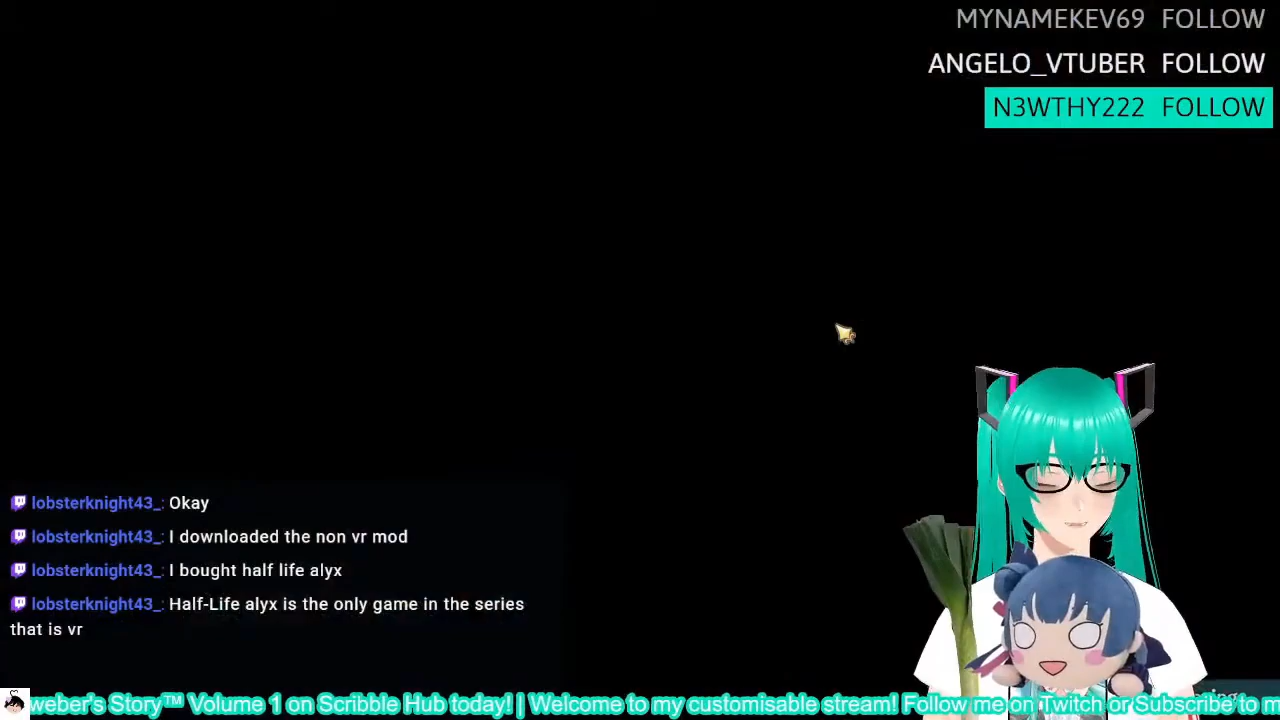 MYNAMEKEV69 FOLLOW
ANGELO_VTUBER FOLLOW
N3WTHY222 FOLLOW
lobsterknight43_: Okay
lobsterknight43_: I downloaded the non vr mod
lobsterknight43_: I bought half life alyx
lobsterknight43_: Half-Life alyx is the only game in the series
that is vr
weber's Story™ Volume 1 on Scribble Hub today! | Welcome to my customisable stream! Follow me on Twitch or Subscribe to m